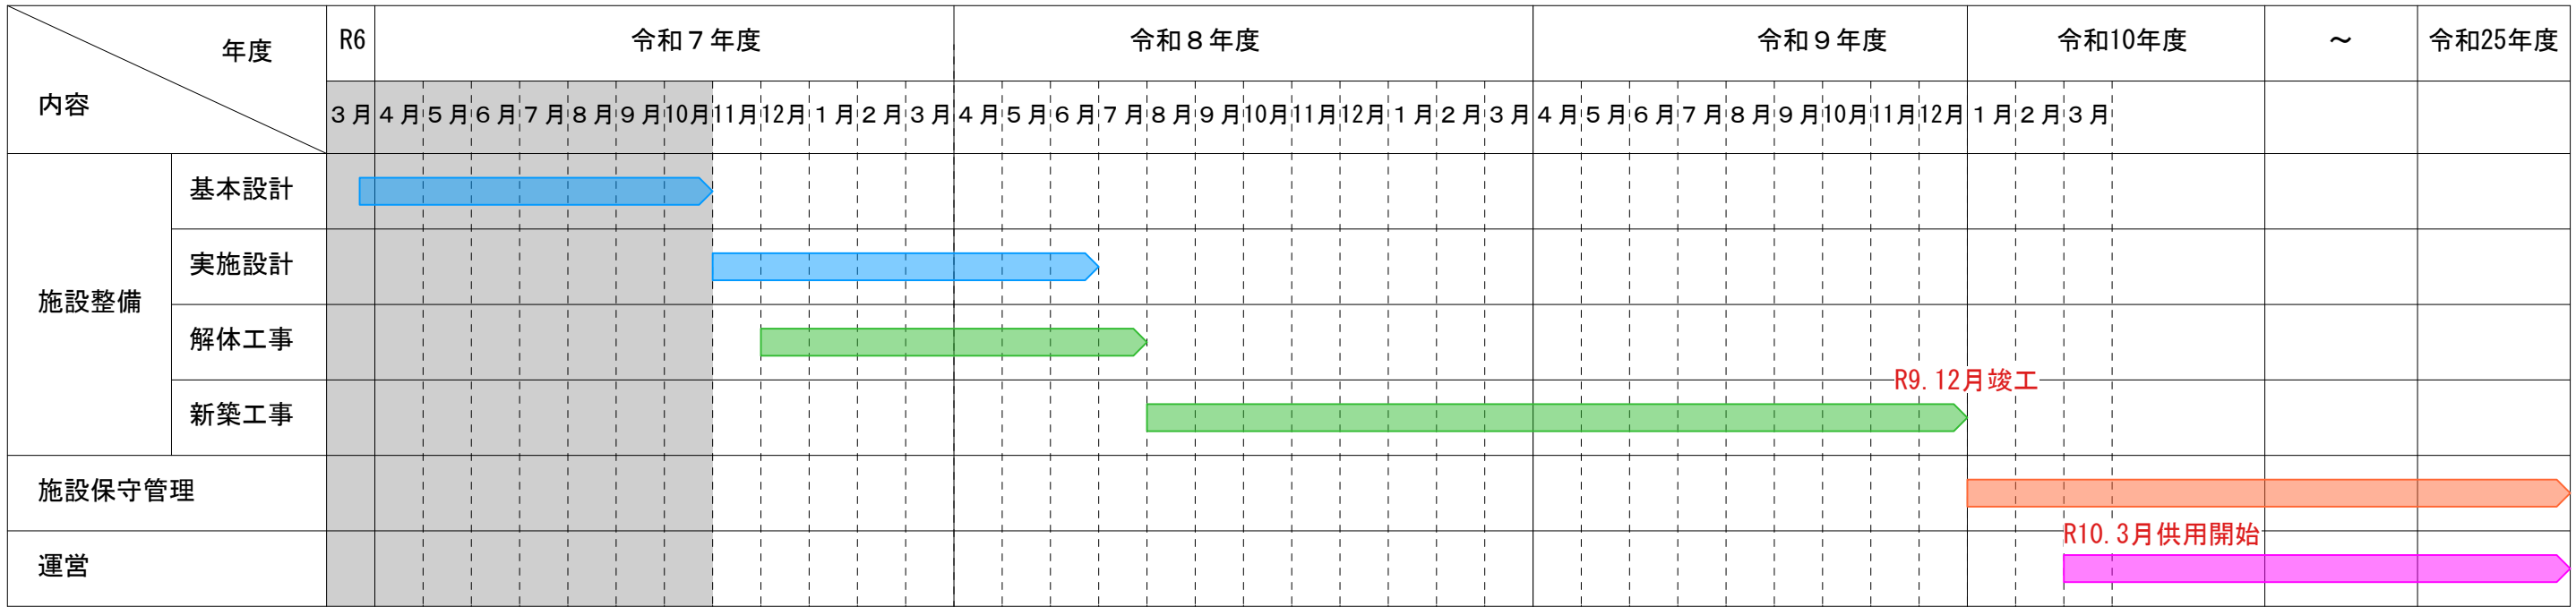 年度
内容
R6 令和７年度 令和８年度 令和９年度 令和10年度 ～ 令和25年度
３月 ４月 ５月 ６月 ７月 ８月 ９月 10月 11月 12月 １月 ２月 ３月 ４月 ５月 ６月 ７月 ８月 ９月 10月 11月 12月 １月 ２月 ３月 ４月 ５月 ６月 ７月 ８月 ９月 10月 11月 12月 １月 ２月 ３月
施設整備
基本設計
実施設計
解体工事
R9.12月竣工
新築工事
施設保守管理
R10.3月供用開始
運営